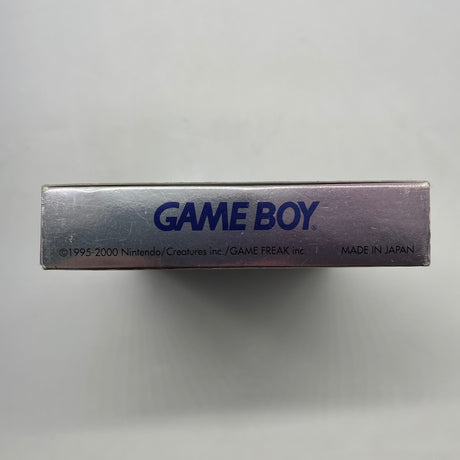 GAME BOY®
©1995-2000 Nintendo/Creatures inc./GAME FREAK inc. MADE IN JAPAN